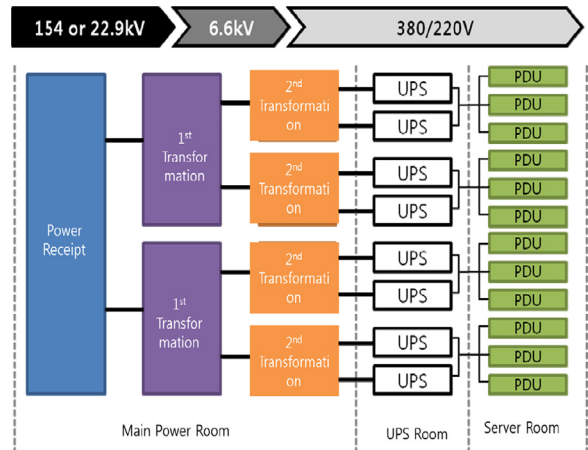 154 or 22.9kV
6.6kV
380/220V
Power
Receipt
1st
Transfor
mation
1st
Transfor
mation
2nd
Transformati
on
2nd
Transformati
on
2nd
Transformati
on
2nd
Transformati
on
UPS
UPS
UPS
UPS
UPS
UPS
UPS
UPS
PDU
PDU
PDU
PDU
PDU
PDU
PDU
PDU
PDU
PDU
PDU
PDU
Main Power Room
UPS Room
Server Room